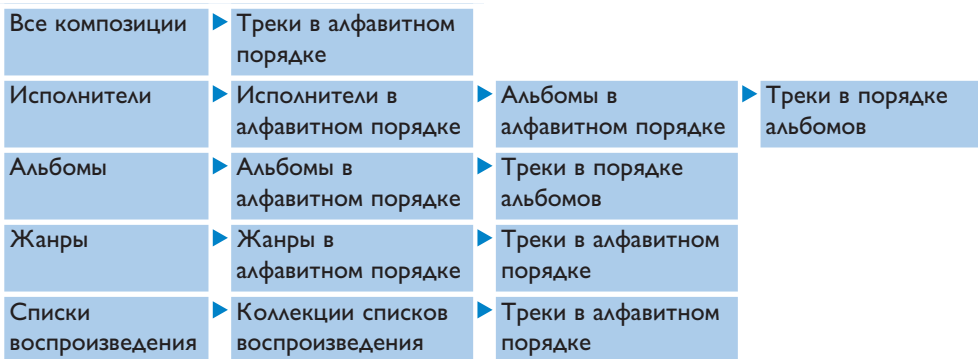 Все композиции
Треки в алфавитном
порядке
Исполнители
Исполнители в
алфавитном порядке
Альбомы в
алфавитном порядке
Треки в порядке
альбомов
Альбомы
Альбомы в
алфавитном порядке
Треки в порядке
альбомов
Жанры
Жанры в
алфавитном порядке
Треки в алфавитном
порядке
Списки
воспроизведения
Коллекции списков
воспроизведения
Треки в алфавитном
порядке